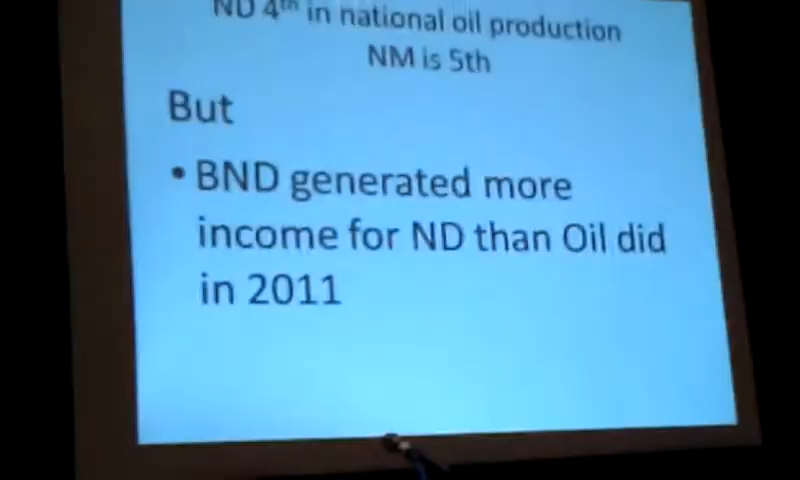 ND 4th in national oil production
NM is 5th
But
• BND generated more
income for ND than Oil did
in 2011